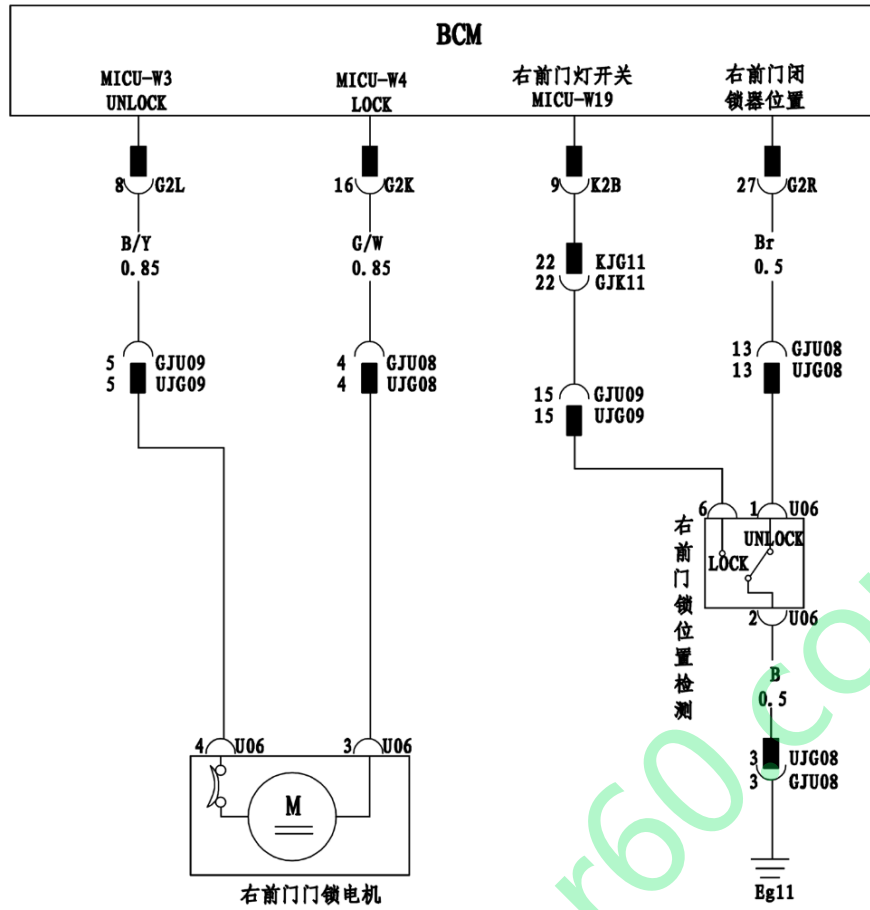 BCM
MICU-W3
UNLOCK
MICU-W4
LOCK
右前门灯开关
MICU-W19
右前门闭
锁器位置
8 G2L
16 G2K
9 K2B
27 G2R
B/Y
0.85
G/W
0.85
22 KJG11
22 GJK11
Br
0.5
5 GJU09
5 UJG09
4 GJU08
4 UJG08
15 GJU09
15 UJG09
13 GJU08
13 UJG08
6 1 U06
右前门锁位置检测
UNLOCK
LOCK
2 U06
B
0.5
3 UJG08
3 GJU08
Eg11
4 U06
3 U06
M
右前门门锁电机
r60.co